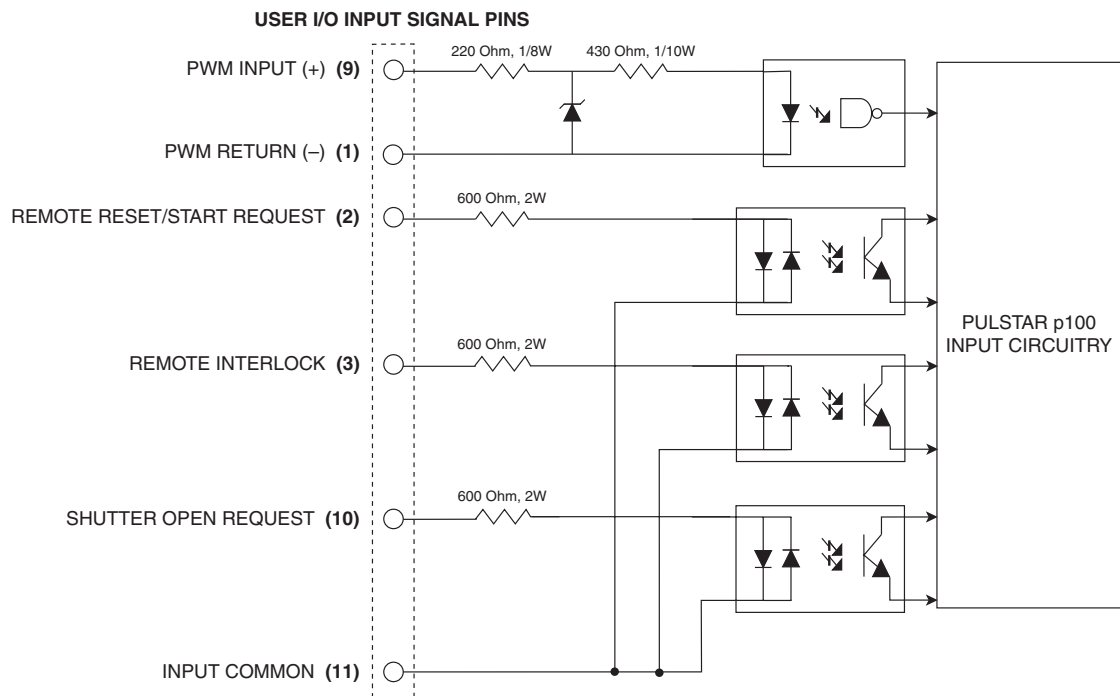 USER I/O INPUT SIGNAL PINS
220 Ohm, 1/8W
430 Ohm, 1/10W
PWM INPUT (+) (9)
PWM RETURN (–) (1)
600 Ohm, 2W
REMOTE RESET/START REQUEST (2)
600 Ohm, 2W
REMOTE INTERLOCK (3)
600 Ohm, 2W
SHUTTER OPEN REQUEST (10)
INPUT COMMON (11)
PULSTAR p100
INPUT CIRCUITRY